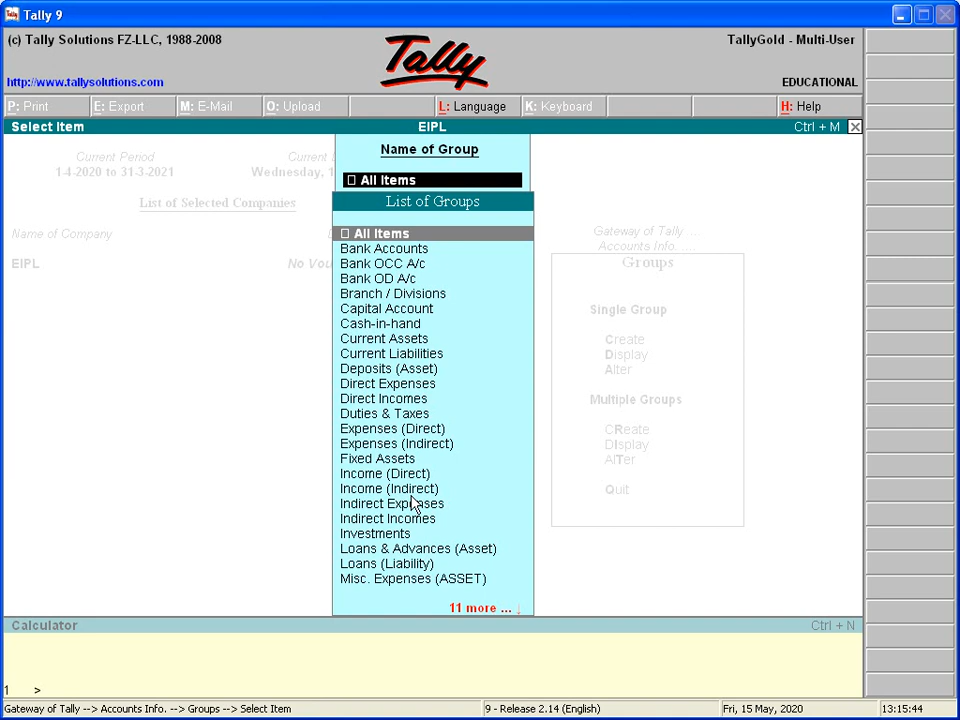 Tally 9
(c) Tally Solutions FZ-LLC, 1988-2008
Tally
TallyGold - Multi-User
http://www.tallysolutions.com
EDUCATIONAL
P: Print
E: Export
M: E-Mail
O: Upload
L: Language
K: Keyboard
H: Help
Select Item
EIPL
Ctrl + M
Current Period
1-4-2020 to 31-3-2021
Wednesday, 1
List of Selected Companies
Name of Company
EIPL
No Vou
Name of Group
All Items
List of Groups
All Items
Bank Accounts
Bank OCC A/c
Bank OD A/c
Branch / Divisions
Capital Account
Cash-in-hand
Current Assets
Current Liabilities
Deposits (Asset)
Direct Expenses
Direct Incomes
Duties & Taxes
Expenses (Direct)
Expenses (Indirect)
Fixed Assets
Income (Direct)
Income (Indirect)
Indirect Expenses
Indirect Incomes
Investments
Loans & Advances (Asset)
Loans (Liability)
Misc. Expenses (ASSET)
11 more ... ↓
Gateway of Tally ....
Accounts Info. ....
Groups
Single Group
Create
Display
Alter
Multiple Groups
CReate
DIsplay
AlTer
Quit
Calculator
Ctrl + N
1 >
Gateway of Tally --> Accounts Info. --> Groups --> Select Item
9 - Release 2.14 (English)
Fri, 15 May, 2020
13:15:44